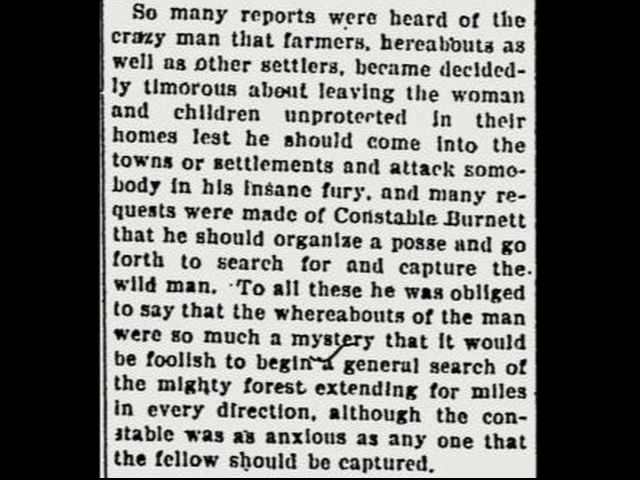 So many reports were heard of the
crazy man that farmers, hereabouts as
well as other settlers, became decided-
ly timorous about leaving the woman
and children unprotected in their
homes lest he should come into the
towns or settlements and attack some-
body in his insane fury, and many re-
quests were made of Constable Burnett
that he should organize a posse and go
forth to search for and capture the
wild man. To all these he was obliged
to say that the whereabouts of the man
were so much a mystery that it would
be foolish to begin a general search of
the mighty forest extending for miles
in every direction, although the con-
stable was as anxious as any one that
the fellow should be captured.